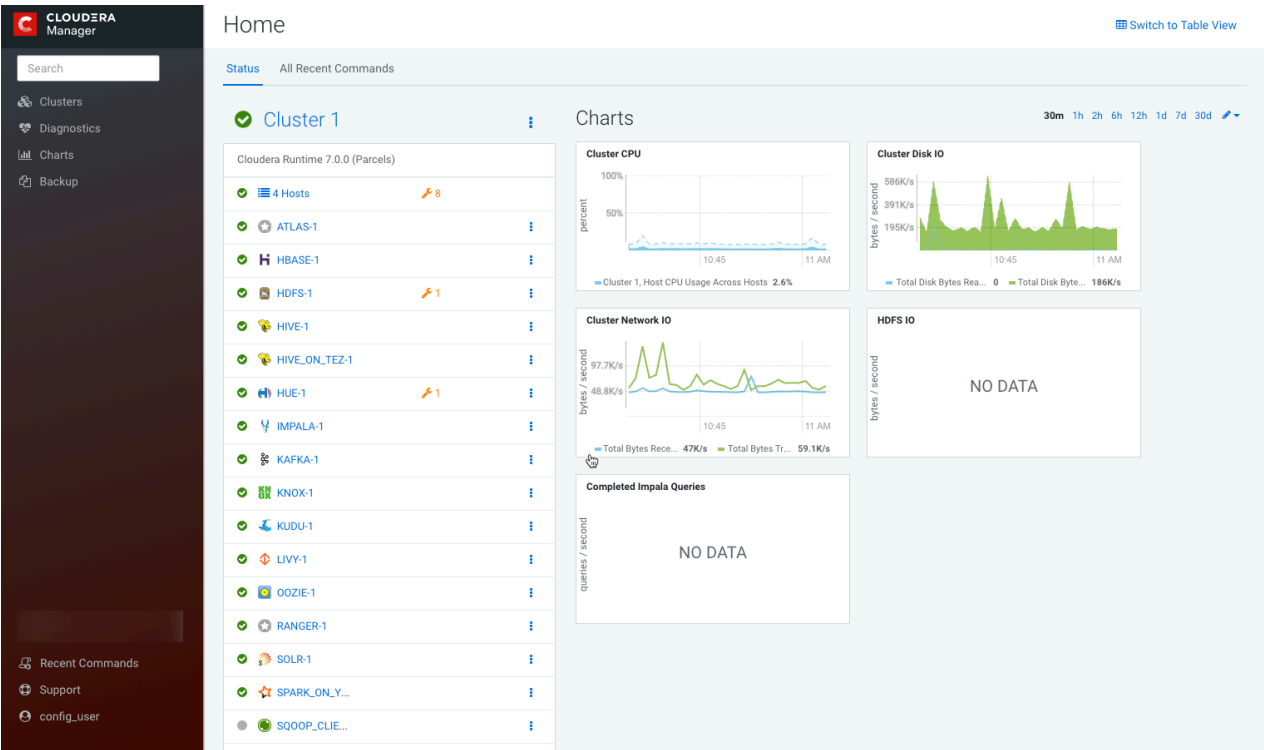 CLOUDERA
Manager
Search
Clusters
Diagnostics
Charts
Backup
Recent Commands
Support
config_user
Home
Switch to Table View
Status All Recent Commands
Cluster 1
Cloudera Runtime 7.0.0 (Parcels)
4 Hosts 8
ATLAS-1
HBASE-1
HDFS-1 1
HIVE-1
HIVE_ON_TEZ-1
HUE-1 1
IMPALA-1
KAFKA-1
KNOX-1
KUDU-1
LIVY-1
OOZIE-1
RANGER-1
SOLR-1
SPARK_ON_Y...
SQOOP_CLIE...
Charts
30m 1h 2h 6h 12h 1d 7d 30d
Cluster CPU
percent
100%
50%
10:45 11 AM
Cluster 1, Host CPU Usage Across Hosts 2.6%
Cluster Disk IO
bytes / second
586K/s
391K/s
195K/s
10:45 11 AM
Total Disk Bytes Rea... 0 Total Disk Byte... 186K/s
Cluster Network IO
bytes / second
97.7K/s
48.8K/s
10:45 11 AM
Total Bytes Rece... 47K/s Total Bytes Tr... 59.1K/s
HDFS IO
bytes / second
NO DATA
Completed Impala Queries
queries / second
NO DATA